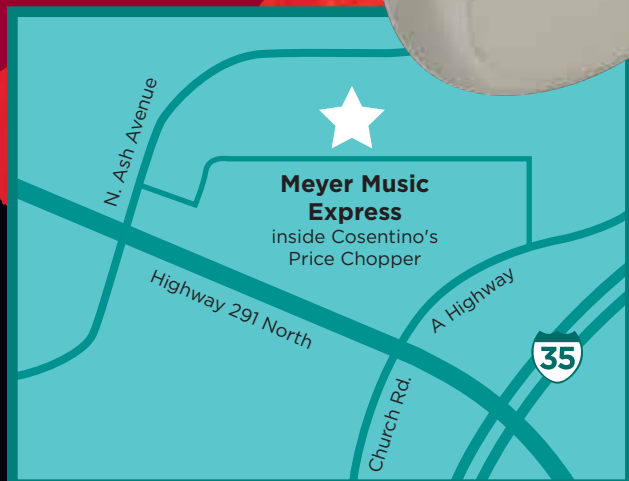 N. Ash Avenue
Meyer Music
Express
inside Cosentino's
Price Chopper
Highway 291 North
A Highway
35
Church Rd.